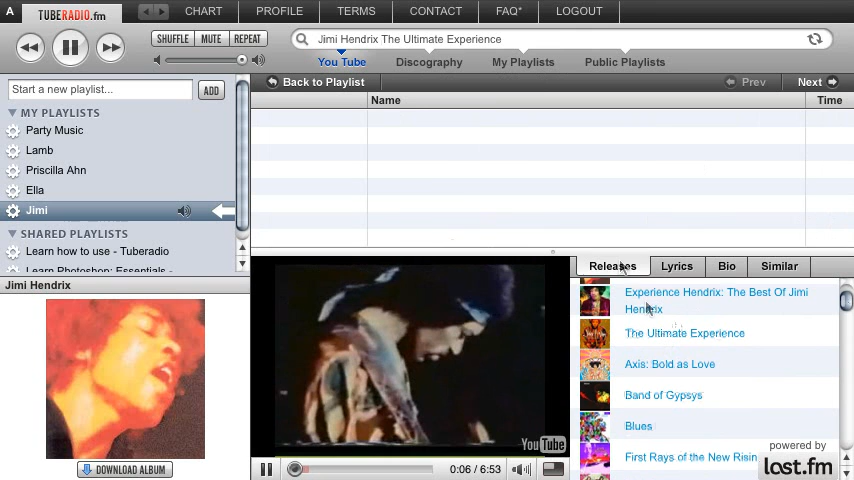 A
TUBERADIO.fm
CHART
PROFILE
TERMS
CONTACT
FAQ*
LOGOUT
SHUFFLE
MUTE
REPEAT
Jimi Hendrix The Ultimate Experience
You Tube
Discography
My Playlists
Public Playlists
Start a new playlist...
ADD
Back to Playlist
Prev
Next
Name
Time
MY PLAYLISTS
Party Music
Lamb
Priscilla Ahn
Ella
Jimi
SHARED PLAYLISTS
Learn how to use - Tuberadio
Learn Photoshop: Essentials -
Jimi Hendrix
DOWNLOAD ALBUM
YouTube
0:06 / 6:53
Releases
Lyrics
Bio
Similar
Experience Hendrix: The Best Of Jimi
Hendrix
The Ultimate Experience
Axis: Bold as Love
Band of Gypsys
Blues
First Rays of the New Risin
powered by
last.fm